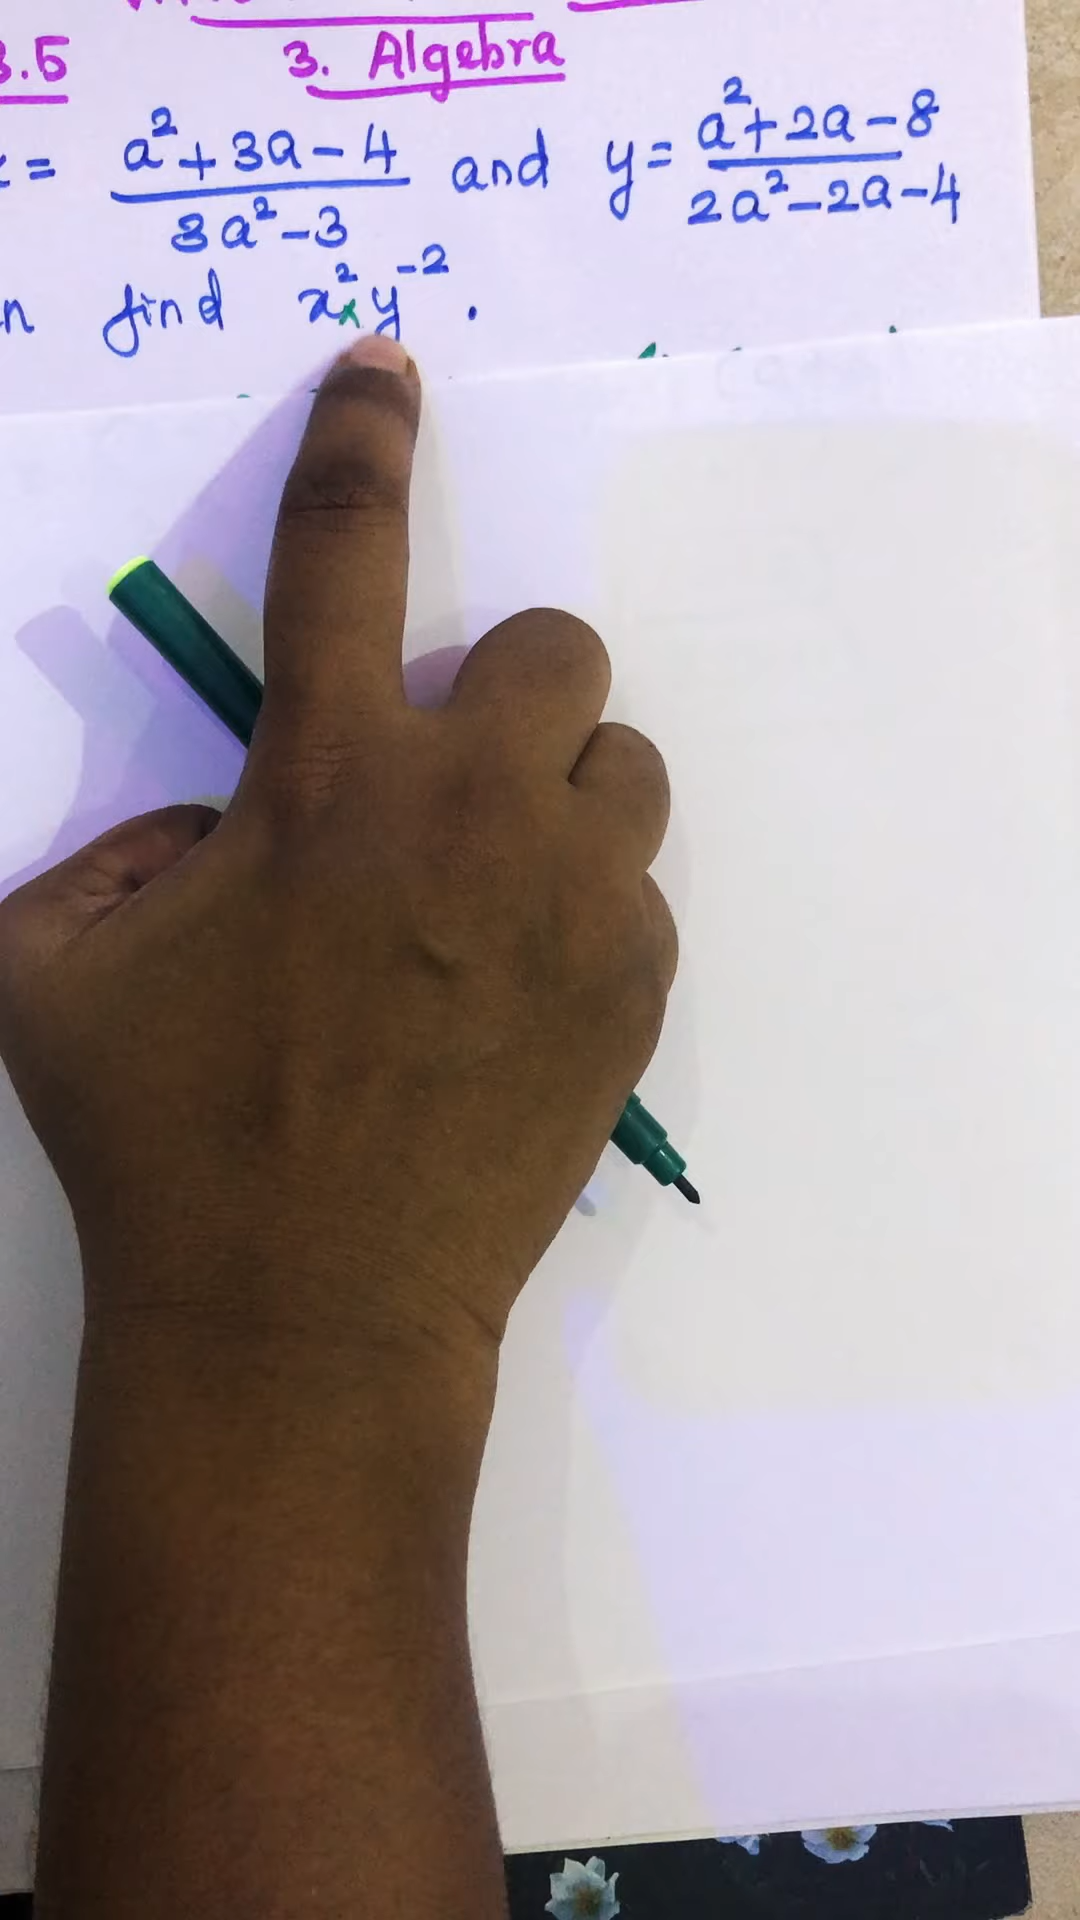 3.5 3. Algebra
x = a²+3a-4 / 3a²-3 and y = a²+2a-8 / 2a²-2a-4
find x²×y⁻².